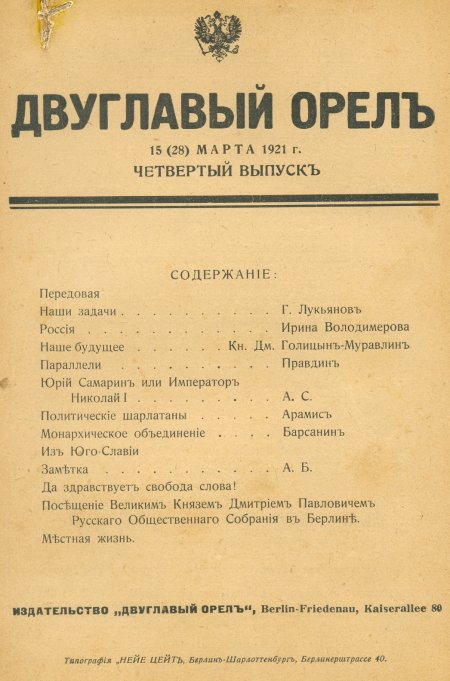 ДВУГЛАВЫЙ ОРЕЛЪ
15 (28) МАРТА 1921 г.
ЧЕТВЕРТЫЙ ВЫПУСКЪ
СОДЕРЖАНІЕ:
Передовая
Наши задачи . . . . . . . . . . . Г. Лукьяновъ
Россія . . . . . . . . . . . . . Ирина Володимерова
Наше будущее . . . . . Кн. Дм. Голицынъ-Муравлинъ
Параллели . . . . . . . . . . . Правдинъ
Юрій Самаринъ или Императоръ
Николай I . . . . . . . . . А. С.
Политическіе шарлатаны . . . . . Арамисъ
Монархическое объединеніе . . . . Барсанинъ
Изъ Юго-Славіи
Замѣтка . . . . . . . . . . . . А. Б.
Да здравствуетъ свобода слова!
Посѣщеніе Великимъ Княземъ Дмитріемъ Павловичемъ
Русскаго Общественнаго Собранія въ Берлинѣ.
Мѣстная жизнь.
ИЗДАТЕЛЬСТВО „ДВУГЛАВЫЙ ОРЕЛЪ“, Berlin-Friedenau, Kaiserallee 80
Типографія „НЕЙЕ ЦЕЙТЪ, Берлинъ-Шарлоттенбургъ, Берлинерштрассе 40.